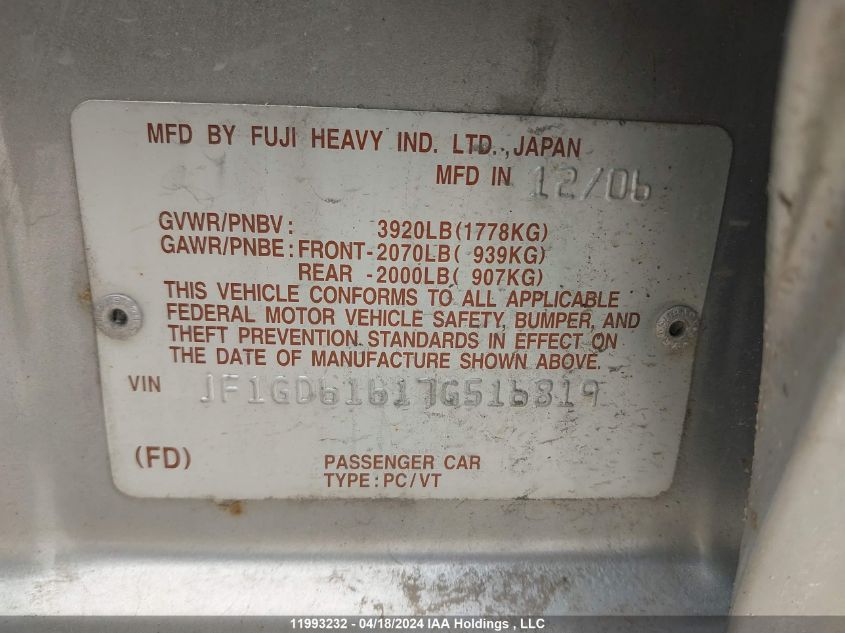 MFD BY FUJI HEAVY IND. LTD., JAPAN
MFD IN 12/06
GVWR/PNBV: 3920LB(1778KG)
GAWR/PNBE: FRONT-2070LB( 939KG)
REAR -2000LB( 907KG)
THIS VEHICLE CONFORMS TO ALL APPLICABLE
FEDERAL MOTOR VEHICLE SAFETY, BUMPER, AND
THEFT PREVENTION STANDARDS IN EFFECT ON
THE DATE OF MANUFACTURE SHOWN ABOVE.
VIN JF1GD61617G516819
(FD) PASSENGER CAR
TYPE:PC/VT
11993232 - 04/18/2024 IAA Holdings , LLC